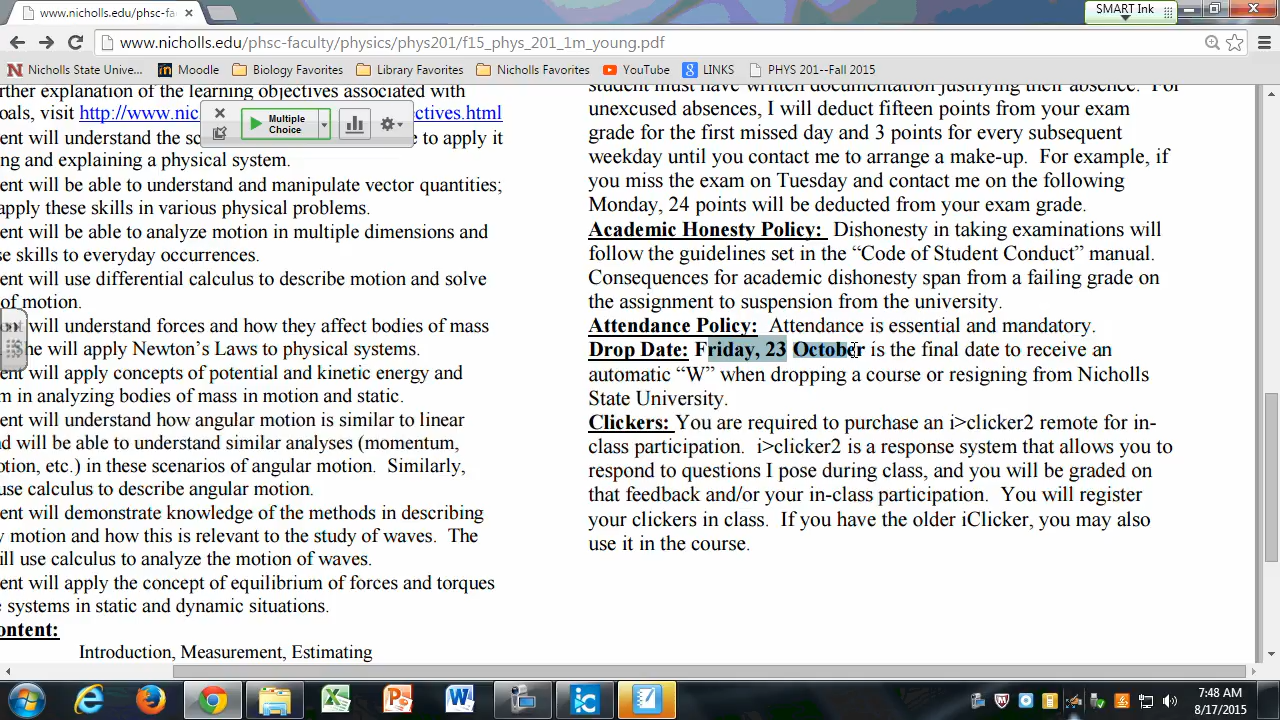 www.nicholls.edu/phsc-fa
SMART Ink
www.nicholls.edu/phsc-faculty/physics/phys201/f15_phys_201_1m_young.pdf
Nicholls State Unive...
Moodle
Biology Favorites
Library Favorites
Nicholls Favorites
YouTube
LINKS
PHYS 201--Fall 2015
rther explanation of the learning objectives associated with
oals, visit http://www.nic ctives.html
ent will understand the sc e to apply it
ng and explaining a physical system.
ent will be able to understand and manipulate vector quantities;
apply these skills in various physical problems.
ent will be able to analyze motion in multiple dimensions and
se skills to everyday occurrences.
ent will use differential calculus to describe motion and solve
of motion.
will understand forces and how they affect bodies of mass
he will apply Newton's Laws to physical systems.
ent will apply concepts of potential and kinetic energy and
m in analyzing bodies of mass in motion and static.
ent will understand how angular motion is similar to linear
nd will be able to understand similar analyses (momentum,
otion, etc.) in these scenarios of angular motion. Similarly,
use calculus to describe angular motion.
ent will demonstrate knowledge of the methods in describing
y motion and how this is relevant to the study of waves. The
ill use calculus to analyze the motion of waves.
ent will apply the concept of equilibrium of forces and torques
e systems in static and dynamic situations.
ontent:
Introduction, Measurement, Estimating
Multiple
Choice
student must have written documentation justifying their absence. For
unexcused absences, I will deduct fifteen points from your exam
grade for the first missed day and 3 points for every subsequent
weekday until you contact me to arrange a make-up. For example, if
you miss the exam on Tuesday and contact me on the following
Monday, 24 points will be deducted from your exam grade.
Academic Honesty Policy: Dishonesty in taking examinations will
follow the guidelines set in the “Code of Student Conduct” manual.
Consequences for academic dishonesty span from a failing grade on
the assignment to suspension from the university.
Attendance Policy: Attendance is essential and mandatory.
Drop Date: Friday, 23 October is the final date to receive an
automatic “W” when dropping a course or resigning from Nicholls
State University.
Clickers: You are required to purchase an i>clicker2 remote for in-
class participation. i>clicker2 is a response system that allows you to
respond to questions I pose during class, and you will be graded on
that feedback and/or your in-class participation. You will register
your clickers in class. If you have the older iClicker, you may also
use it in the course.
7:48 AM
8/17/2015